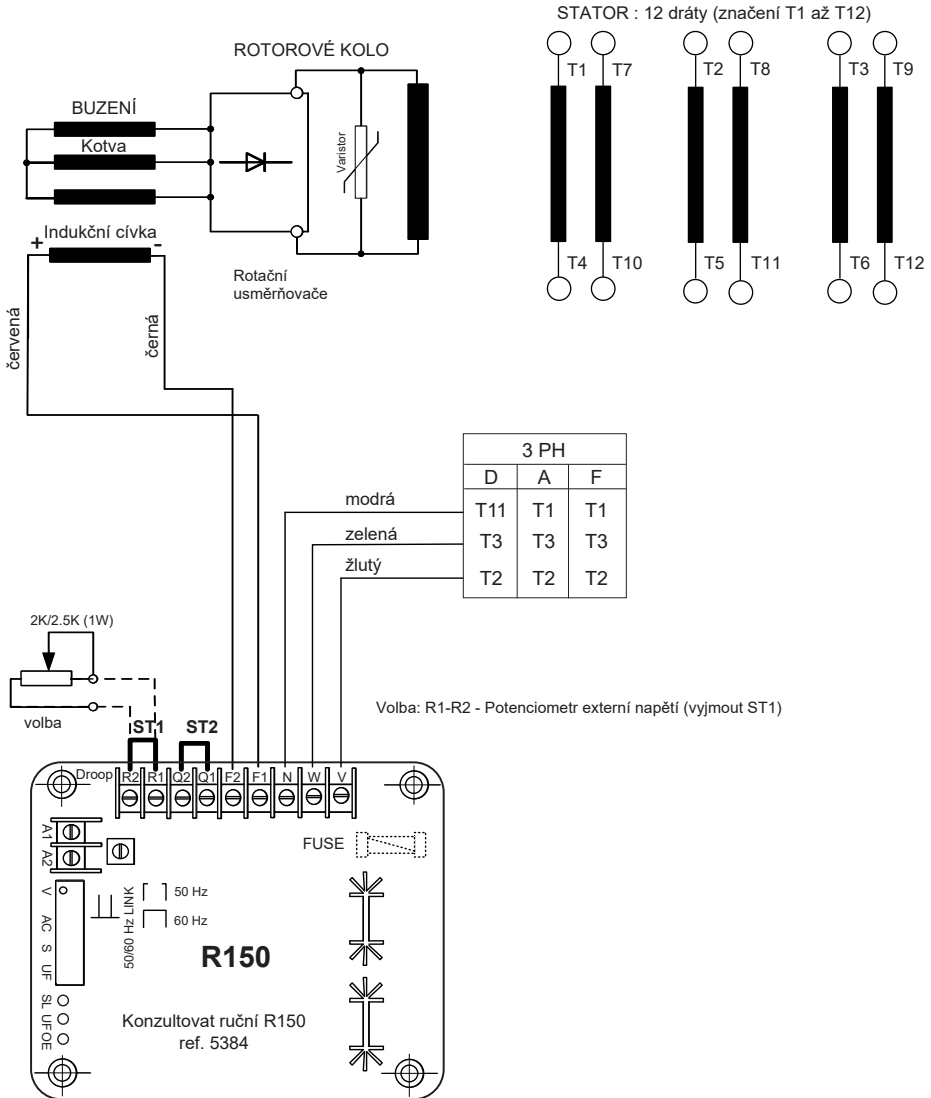 STATOR : 12 dráty (značení T1 až T12)
ROTOROVÉ KOLO
T1 T7 T2 T8 T3 T9
BUZENÍ
Kotva
Varistor
Indukční cívka
+ -
T4 T10 T5 T11 T6 T12
Rotační
usměrňovače
červená
černá
3 PH
D A F
modrá
T11 T1 T1
zelená
T3 T3 T3
žlutý
T2 T2 T2
2K/2.5K (1W)
volba
Volba: R1-R2 - Potenciometr externí napětí (vyjmout ST1)
ST1 ST2
Droop R2 R1 Q2 Q1 F2 F1 N W V
A1
A2
FUSE
V
AC
S
UF
50/60 Hz LINK
50 Hz
60 Hz
R150
SL
UF
OE
Konzultovat ruční R150
ref. 5384